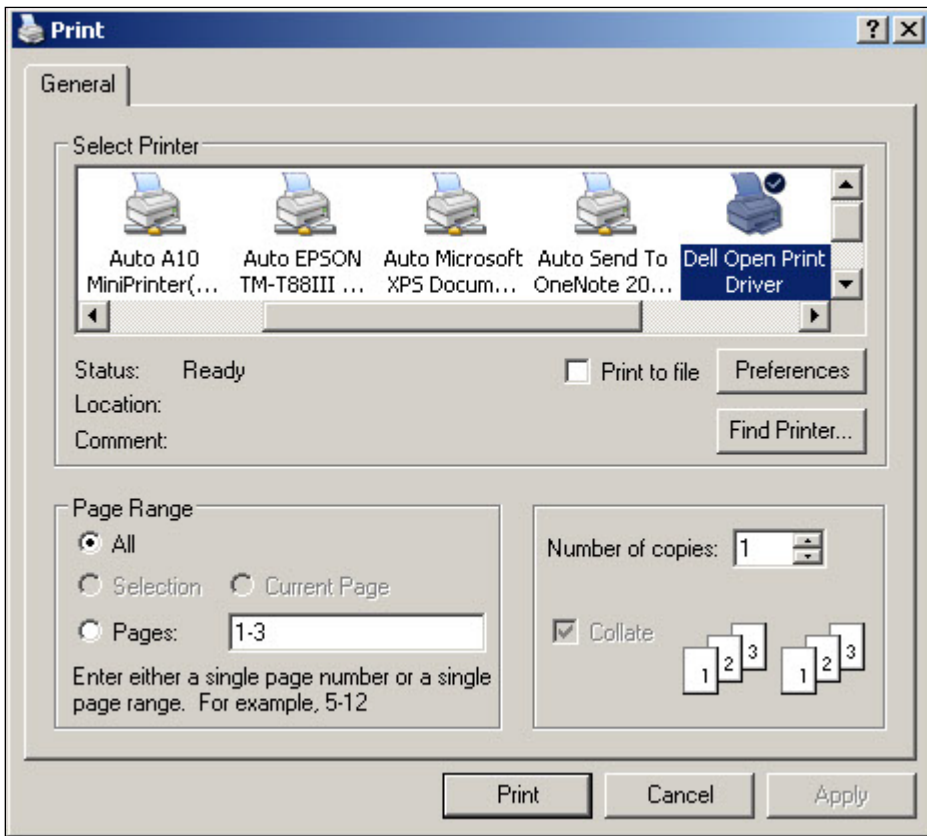 Print
General
Select Printer
Auto A10
MiniPrinter(...
Auto EPSON
TM-T88III ...
Auto Microsoft
XPS Docum...
Auto Send To
OneNote 20...
Dell Open Print
Driver
Status: Ready
Print to file
Preferences
Location:
Comment:
Find Printer...
Page Range
All
Selection Current Page
Pages: 1-3
Enter either a single page number or a single
page range. For example, 5-12
Number of copies: 1
Collate
1 2 3 1 2 3
Print Cancel Apply